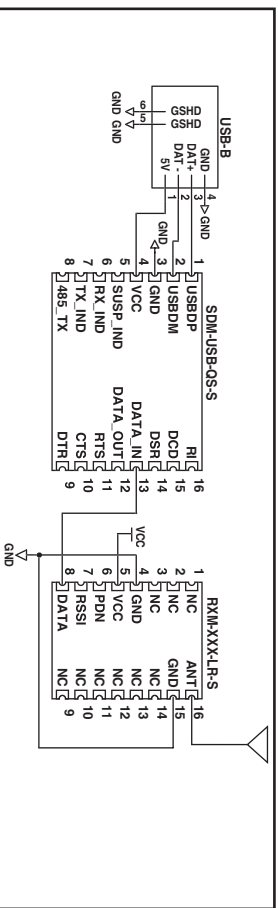 USB-B
GND 4
DAT+ 3
DAT - 2
5V 1
GSHD 6
GSHD 5
GND
GND
GND
GND
SDM-USB-QS-S
1 USBDP RI 16
2 USBDM DCD 15
3 GND DSR 14
4 VCC DATA_IN 13
5 SUSP_IND DATA_OUT 12
6 RX_IND RTS 11
7 TX_IND CTS 10
8 485_TX DTR 9
VCC
GND
RXM-XXX-LR-S
1 NC ANT 16
2 NC GND 15
3 NC NC 14
4 GND NC 13
5 VCC NC 12
6 PDN NC 11
7 RSSI NC 10
8 DATA NC 9